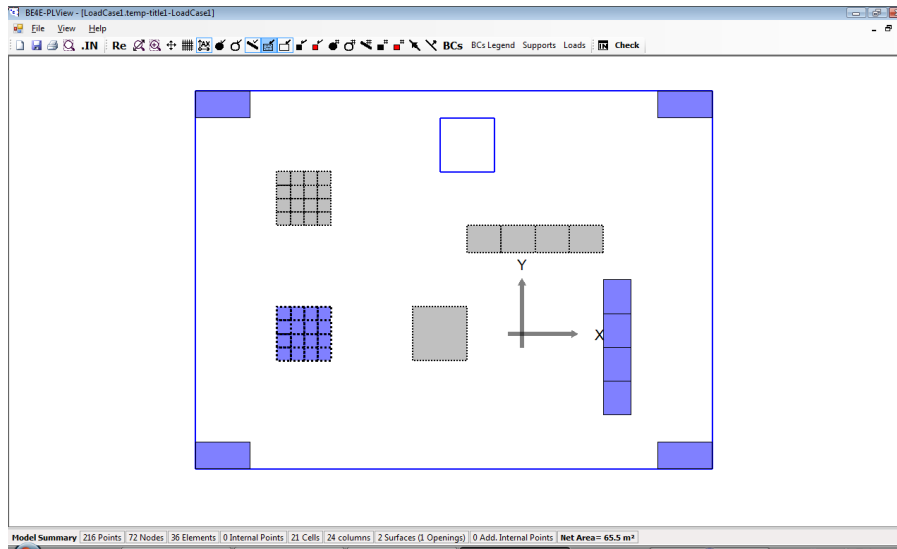 BE4E-PLView - [LoadCase1.temp-title1-LoadCase1]
File View Help
.IN Re BCs BCs Legend Supports Loads IN Check
Y
X
Model Summary 216 Points 72 Nodes 36 Elements 0 Internal Points 21 Cells 24 columns 2 Surfaces (1 Openings) 0 Add. Internal Points Net Area= 65.5 m²